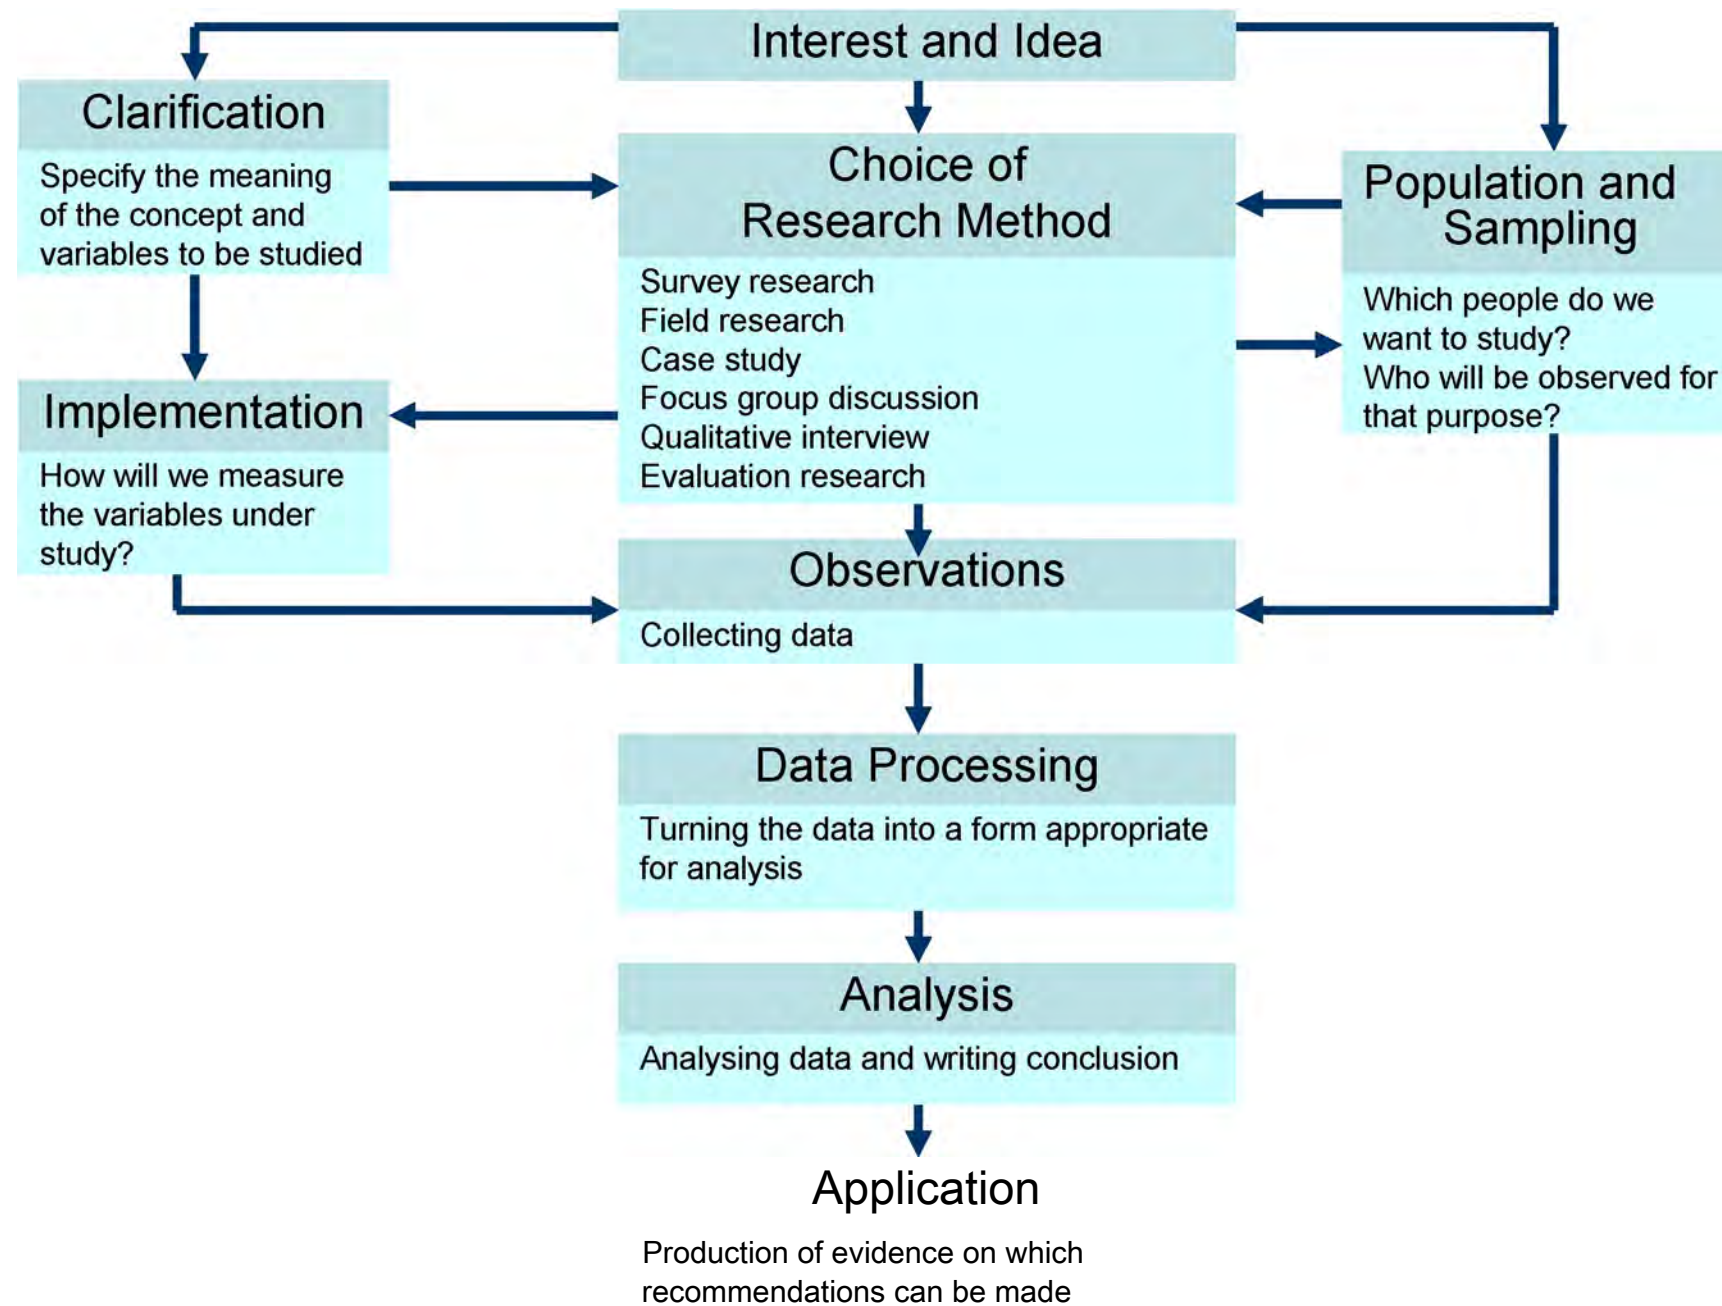 Interest and Idea
Clarification
Specify the meaning
of the concept and
variables to be studied
Choice of
Research Method
Survey research
Field research
Case study
Focus group discussion
Qualitative interview
Evaluation research
Population and
Sampling
Which people do we
want to study?
Who will be observed for
that purpose?
Implementation
How will we measure
the variables under
study?
Observations
Collecting data
Data Processing
Turning the data into a form appropriate
for analysis
Analysis
Analysing data and writing conclusion
Application
Production of evidence on which
recommendations can be made